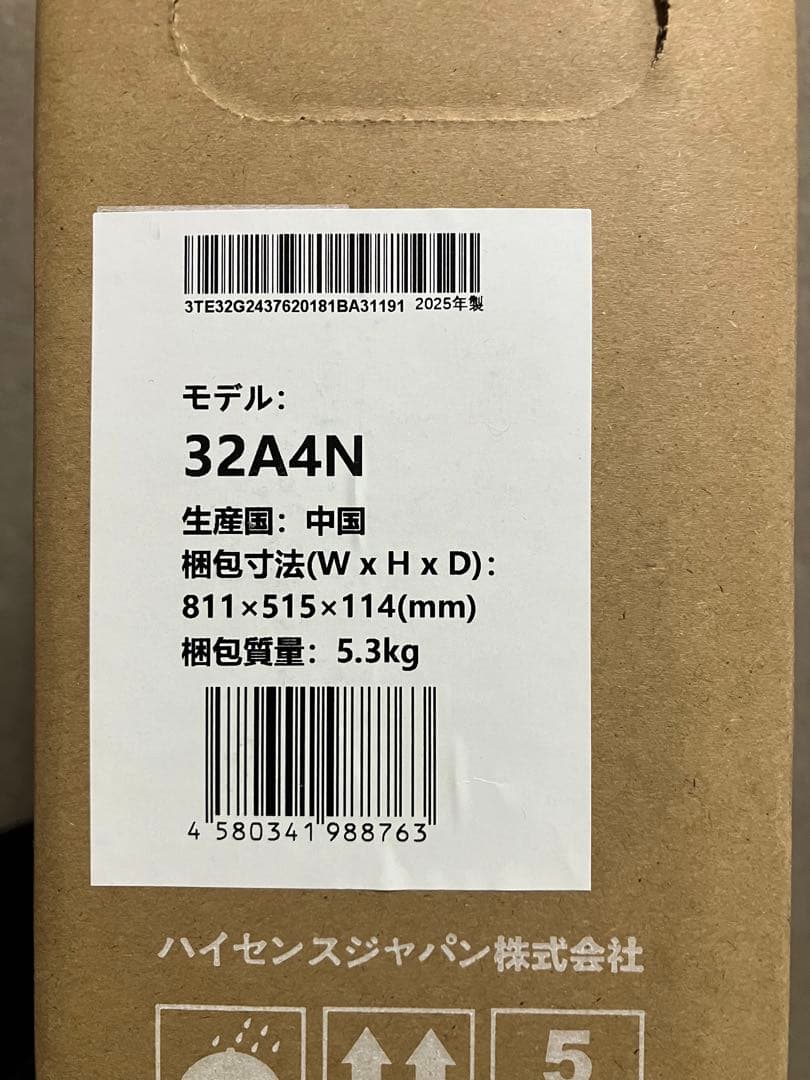 3TE32G2437620181BA31191 2025年製
モデル：
32A4N
生産国：中国
梱包寸法(W x H x D)：
811×515×114(mm)
梱包質量：5.3kg
4 580341 988763
ハイセンスジャパン株式会社
5